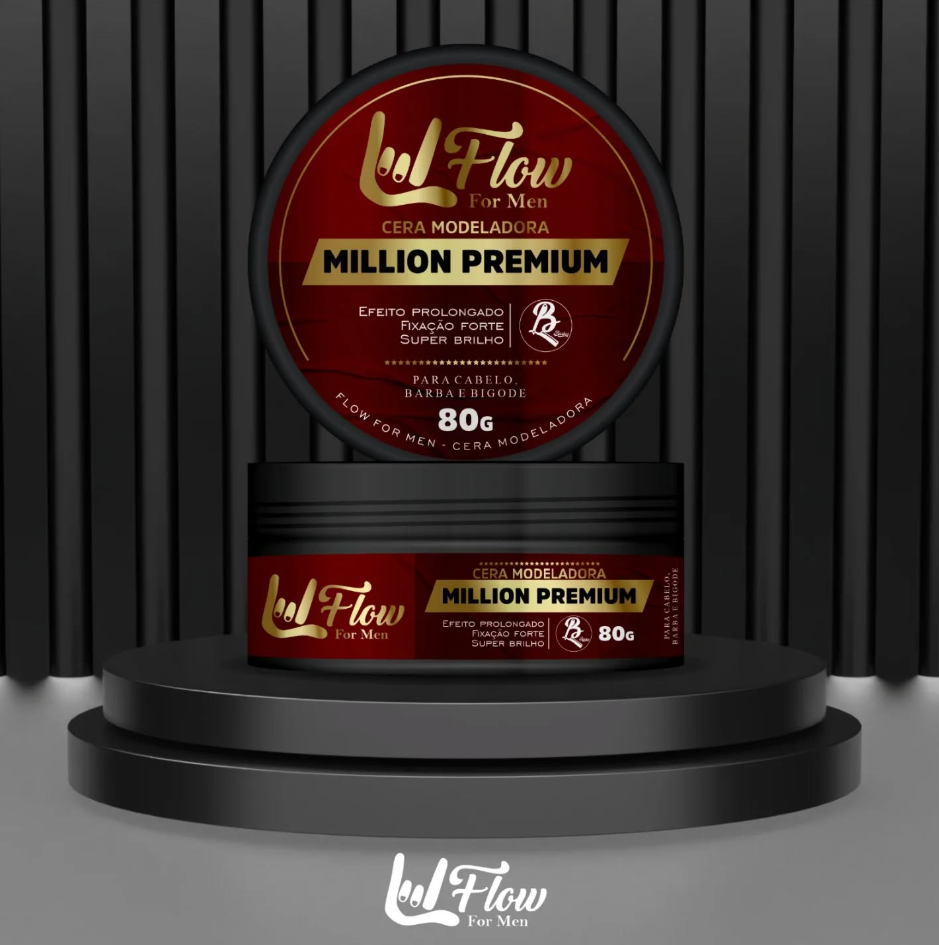 Flow
For Men
CERA MODELADORA
MILLION PREMIUM
EFEITO PROLONGADO
FIXAÇÃO FORTE
SUPER BRILHO
PARA CABELO,
BARBA E BIGODE
80G
FLOW FOR MEN - CERA MODELADORA
Flow
For Men
CERA MODELADORA
MILLION PREMIUM
EFEITO PROLONGADO
FIXAÇÃO FORTE
SUPER BRILHO
80G
PARA CABELO,
BARBA E BIGODE
Flow
For Men